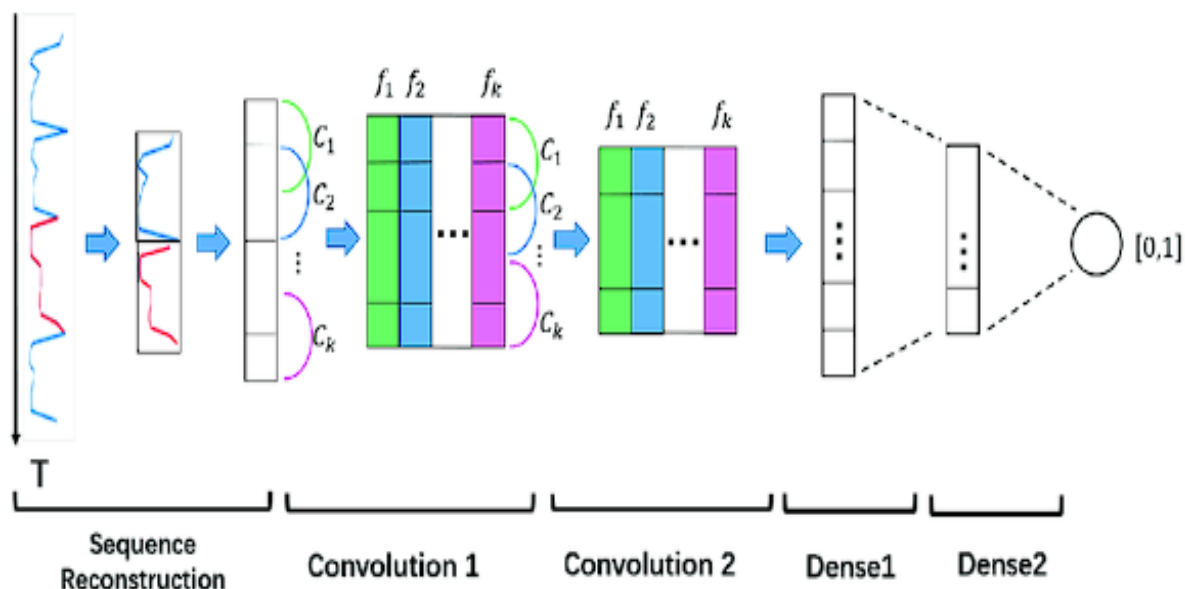 f₁ f₂ fₖ
C₁
C₂
⋮
Cₖ
...
C₁
C₂
⋮
Cₖ
f₁ f₂ fₖ
...
...
...
[0,1]
T
Sequence
Reconstruction
Convolution 1
Convolution 2
Dense1
Dense2